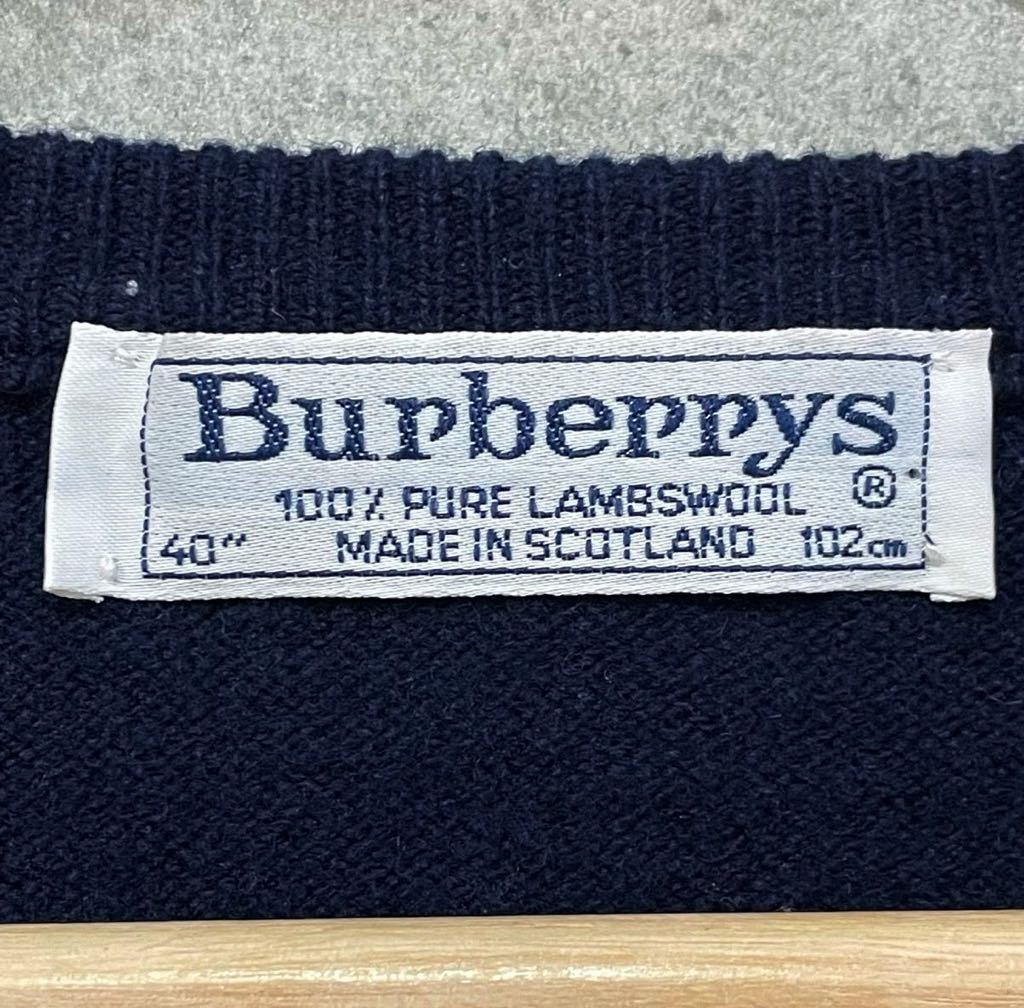 Burberrys
100% PURE LAMBSWOOL ®
40" MADE IN SCOTLAND 102cm